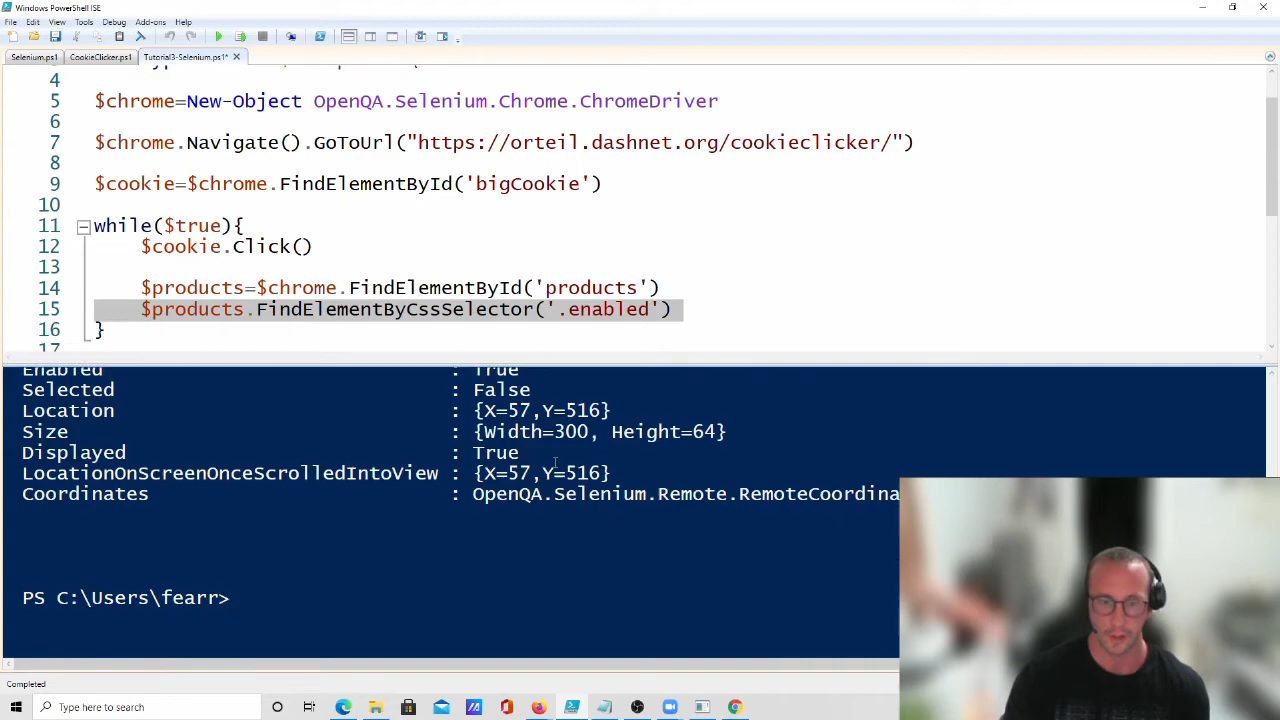 Windows PowerShell ISE
File Edit View Tools Debug Add-ons Help
Selenium.ps1 CookieClicker.ps1 Tutorial3-Selenium.ps1*
4
5 $chrome=New-Object OpenQA.Selenium.Chrome.ChromeDriver
6
7 $chrome.Navigate().GoToUrl("https://orteil.dashnet.org/cookieclicker/")
8
9 $cookie=$chrome.FindElementById('bigCookie')
10
11 while($true){
12 $cookie.Click()
13
14 $products=$chrome.FindElementById('products')
15 $products.FindElementByCssSelector('.enabled')
16 }
17
Enabled : True
Selected : False
Location : {X=57,Y=516}
Size : {Width=300, Height=64}
Displayed : True
LocationOnScreenOnceScrolledIntoView : {X=57,Y=516}
Coordinates : OpenQA.Selenium.Remote.RemoteCoordina
PS C:\Users\fearr>
Completed
Type here to search